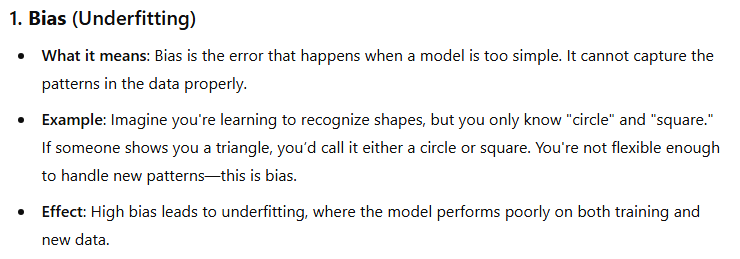 1. Bias (Underfitting)
• What it means: Bias is the error that happens when a model is too simple. It cannot capture the
patterns in the data properly.
• Example: Imagine you're learning to recognize shapes, but you only know "circle" and "square."
If someone shows you a triangle, you'd call it either a circle or square. You're not flexible enough
to handle new patterns—this is bias.
• Effect: High bias leads to underfitting, where the model performs poorly on both training and
new data.